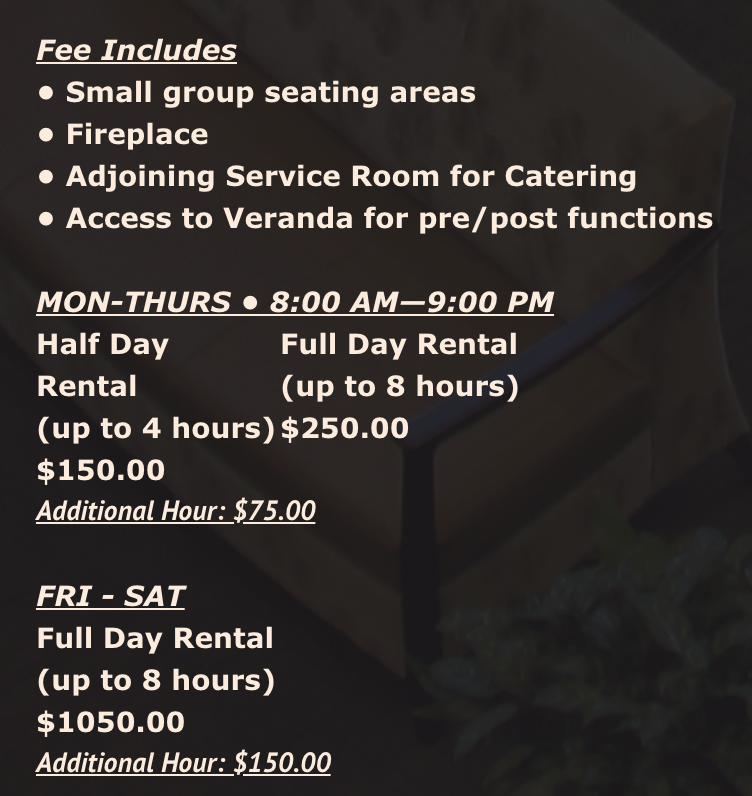 Fee Includes
• Small group seating areas
• Fireplace
• Adjoining Service Room for Catering
• Access to Veranda for pre/post functions
MON-THURS • 8:00 AM—9:00 PM
Half Day
Rental
(up to 4 hours)
$150.00
Full Day Rental
(up to 8 hours)
$250.00
Additional Hour: $75.00
FRI - SAT
Full Day Rental
(up to 8 hours)
$1050.00
Additional Hour: $150.00